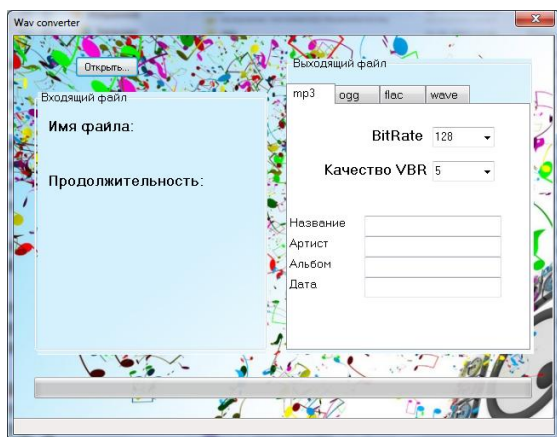 Wav converter
Открыть...
Входящий файл
Имя файла:
Продолжительность:
Выходящий файл
mp3 ogg flac wave
BitRate 128
Качество VBR 5
Название
Артист
Альбом
Дата